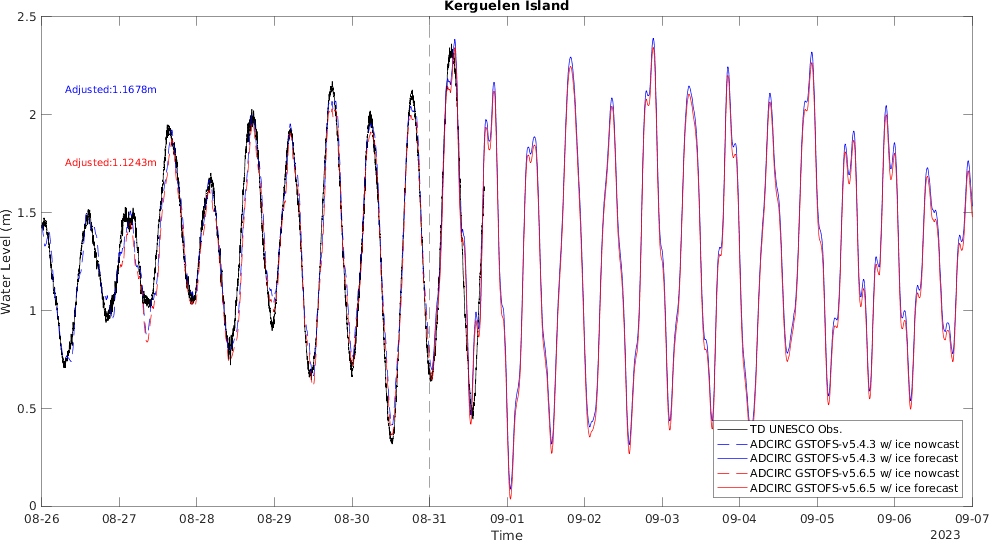 Kerguelen Island
2.5
2
1.5
1
0.5
0
Water Level (m)
Adjusted:1.1678m
Adjusted:1.1243m
TD UNESCO Obs.
ADCIRC GSTOFS-v5.4.3 w/ ice nowcast
ADCIRC GSTOFS-v5.4.3 w/ ice forecast
ADCIRC GSTOFS-v5.6.5 w/ ice nowcast
ADCIRC GSTOFS-v5.6.5 w/ ice forecast
08-26 08-27 08-28 08-29 08-30 08-31 09-01 09-02 09-03 09-04 09-05 09-06 09-07
Time
2023